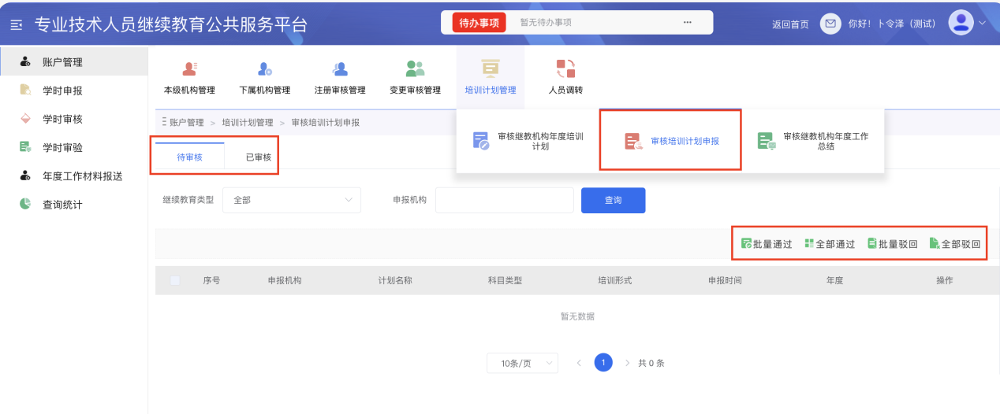 专业技术人员继续教育公共服务平台
待办事项 暂无待办事项 ···
返回首页 你好！卜令泽（测试）
账户管理
学时申报
学时审核
学时审验
年度工作材料报送
查询统计
本级机构管理 下属机构管理 注册审核管理 变更审核管理 培训计划管理 人员调转
账户管理 > 培训计划管理 > 审核培训计划申报
审核继教机构年度培训
计划
审核培训计划申报
审核继教机构年度工作
总结
待审核 已审核
继续教育类型 全部 申报机构 查询
批量通过 全部通过 批量驳回 全部驳回
序号 申报机构 计划名称 科目类型 培训形式 申报时间 年度 操作
暂无数据
10条/页 < 1 > 共 0 条